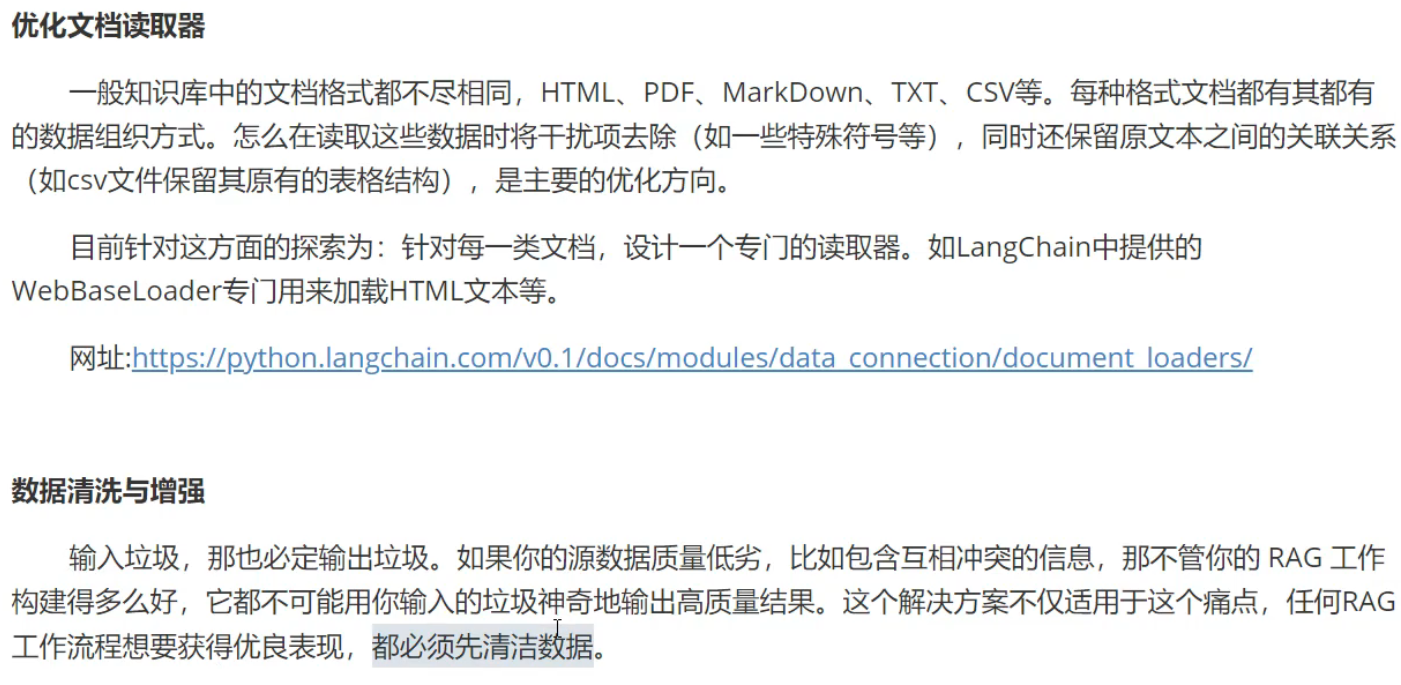 优化文档读取器
一般知识库中的文档格式都不尽相同，HTML、PDF、MarkDown、TXT、CSV等。每种格式文档都有其都有
的数据组织方式。怎么在读取这些数据时将干扰项去除（如一些特殊符号等），同时还保留原文本之间的关联关系
（如csv文件保留其原有的表格结构），是主要的优化方向。
目前针对这方面的探索为：针对每一类文档，设计一个专门的读取器。如LangChain中提供的
WebBaseLoader专门用来加载HTML文本等。
网址:https://python.langchain.com/v0.1/docs/modules/data_connection/document_loaders/
数据清洗与增强
输入垃圾，那也必定输出垃圾。如果你的源数据质量低劣，比如包含互相冲突的信息，那不管你的 RAG 工作
构建得多么好，它都不可能用你输入的垃圾神奇地输出高质量结果。这个解决方案不仅适用于这个痛点，任何RAG
工作流程想要获得优良表现，都必须先清洁数据。